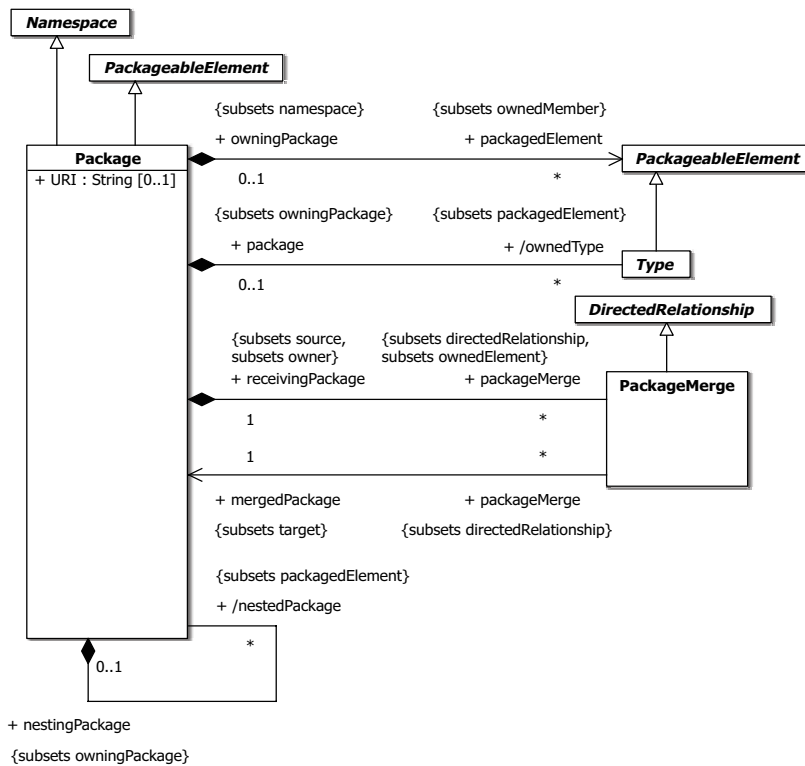 Namespace
PackageableElement
{subsets namespace}
{subsets ownedMember}
+ owningPackage
+ packagedElement
Package
PackageableElement
+ URI : String [0..1]
0..1
*
{subsets owningPackage}
{subsets packagedElement}
+ package
+ /ownedType
Type
0..1
*
DirectedRelationship
{subsets source,
subsets owner}
{subsets directedRelationship,
subsets ownedElement}
+ receivingPackage
+ packageMerge
PackageMerge
1
*
1
*
+ mergedPackage
+ packageMerge
{subsets target}
{subsets directedRelationship}
{subsets packagedElement}
+ /nestedPackage
*
0..1
+ nestingPackage
{subsets owningPackage}